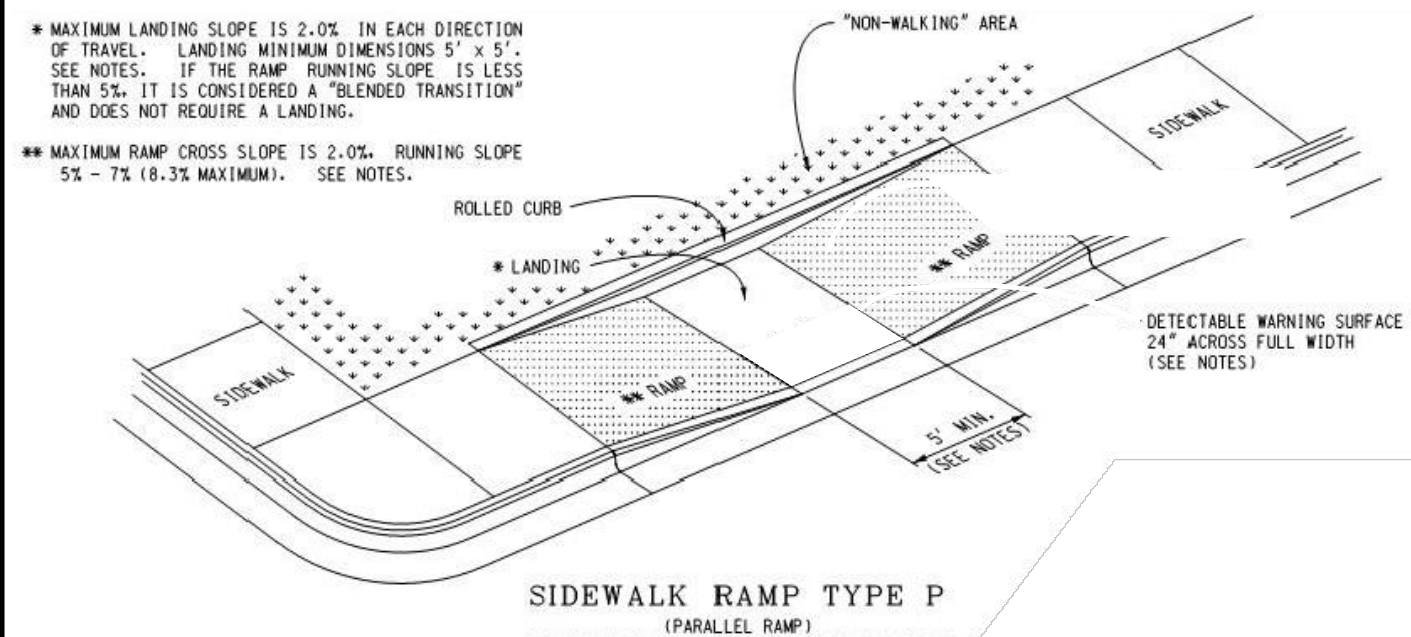 * MAXIMUM LANDING SLOPE IS 2.0% IN EACH DIRECTION
OF TRAVEL. LANDING MINIMUM DIMENSIONS 5' x 5'.
SEE NOTES. IF THE RAMP RUNNING SLOPE IS LESS
THAN 5%, IT IS CONSIDERED A "BLENDED TRANSITION"
AND DOES NOT REQUIRE A LANDING.
** MAXIMUM RAMP CROSS SLOPE IS 2.0%. RUNNING SLOPE
5% - 7% (8.3% MAXIMUM). SEE NOTES.
"NON-WALKING" AREA
SIDEWALK
ROLLED CURB
* LANDING
** RAMP
DETECTABLE WARNING SURFACE
24" ACROSS FULL WIDTH
(SEE NOTES)
SIDEWALK
** RAMP
5' MIN.
(SEE NOTES)
SIDEWALK RAMP TYPE P
(PARALLEL RAMP)